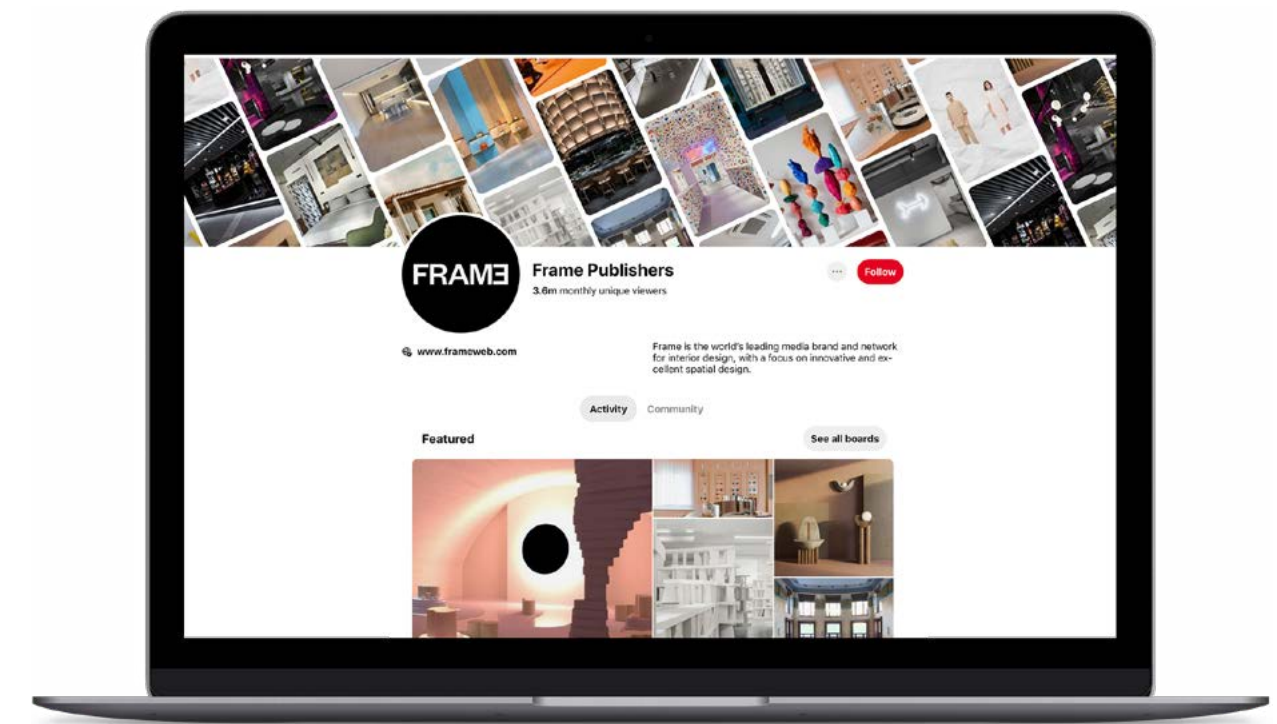 FRAMƎ
Frame Publishers
3.6m monthly unique viewers
...
Follow
www.frameweb.com
Frame is the world's leading media brand and network
for interior design, with a focus on innovative and ex-
cellent spatial design.
Activity
Community
Featured
See all boards